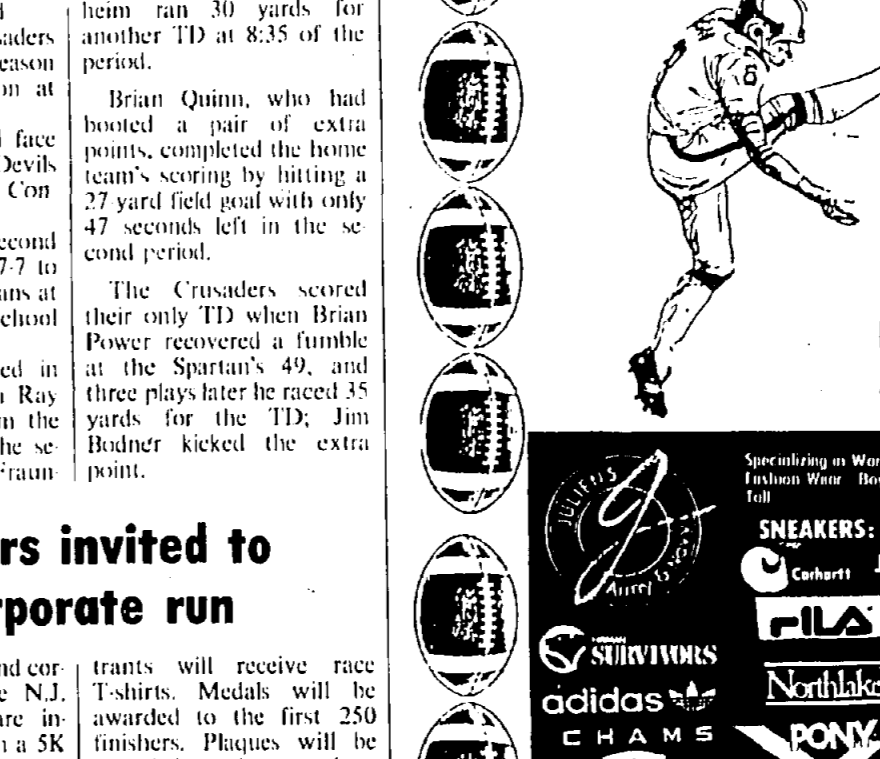 saders
eason
on at
face
Devils
Con
econd
7-7 to
ans at
chool
ed in
Ray
m the
he se-
Fraun-
heim ran 30 yards for
another TD at 8:35 of the
period.
Brian Quinn, who had
booted a pair of extra
points, completed the home
team's scoring by hitting a
27-yard field goal with only
47 seconds left in the se-
cond period.
The Crusaders scored
their only TD when Brian
Power recovered a fumble
at the Spartan's 49, and
three plays later he raced 35
yards for the TD; Jim
Bodner kicked the extra
point.
rs invited to
rporate run
nd cor-
e N.J.
are in-
n a 5K
trants will receive race
T-shirts. Medals will be
awarded to the first 250
finishers. Plaques will be
6
JULIENS
Army & Navy
Specializing in Wor
Fashion Wear Bo
Tall
SNEAKERS:
Carhartt J
FILA
SURVIVORS
Northlake
adidas
CHAMS
PONY